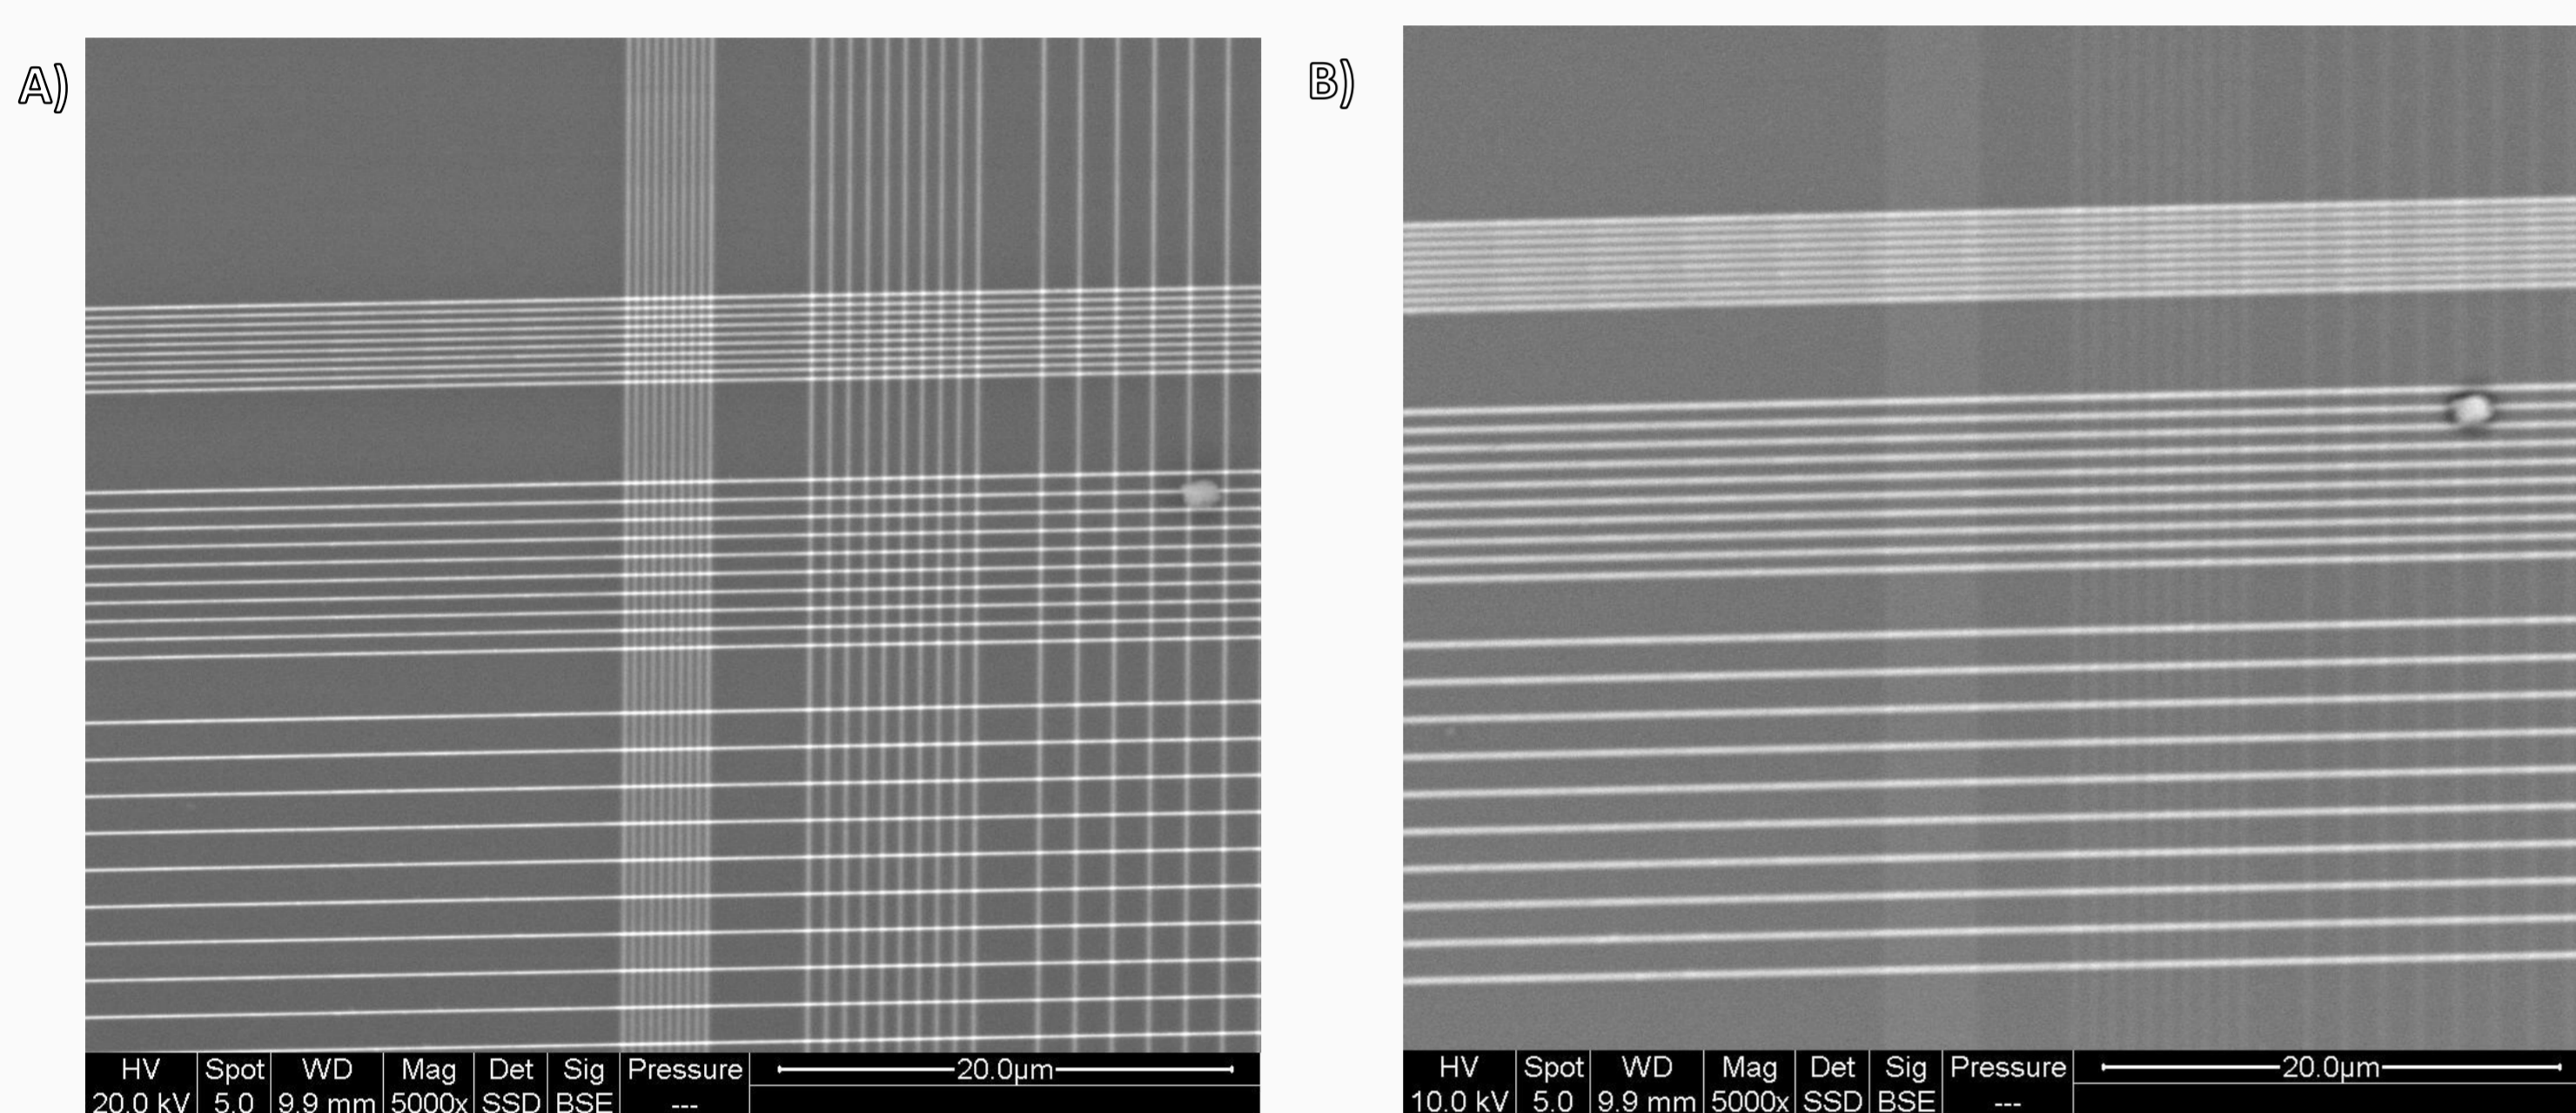 A)
B)
HV Spot WD Mag Det Sig Pressure 20.0µm
20.0 kV 5.0 9.9 mm 5000x SSD BSE ---
HV Spot WD Mag Det Sig Pressure 20.0µm
10.0 kV 5.0 9.9 mm 5000x SSD BSE ---